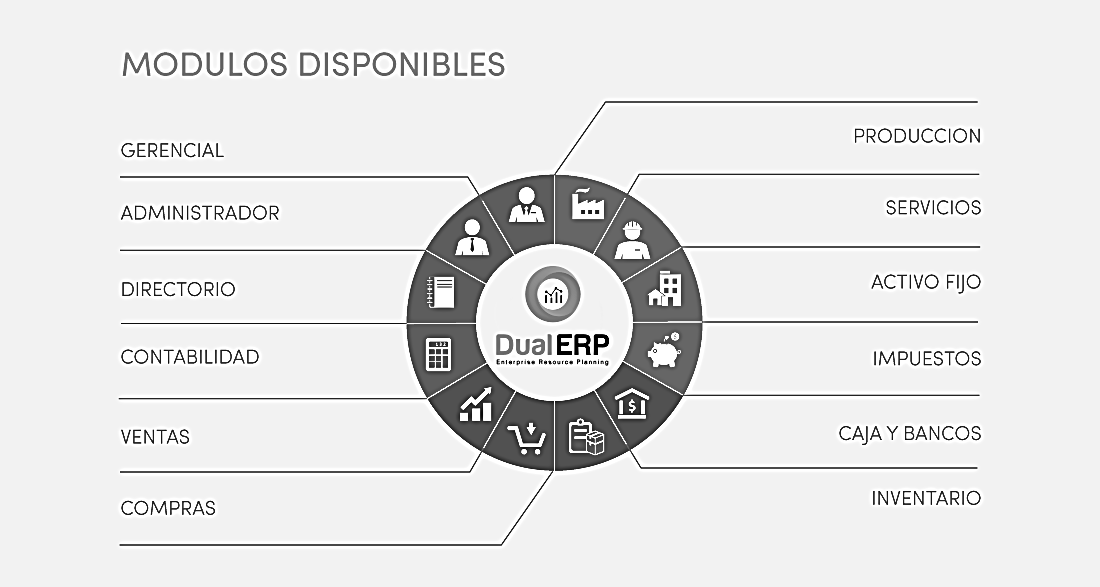 MODULOS DISPONIBLES
GERENCIAL
ADMINISTRADOR
DIRECTORIO
CONTABILIDAD
VENTAS
COMPRAS
PRODUCCION
SERVICIOS
ACTIVO FIJO
IMPUESTOS
CAJA Y BANCOS
INVENTARIO
DualERP
Enterprise Resource Planning
$